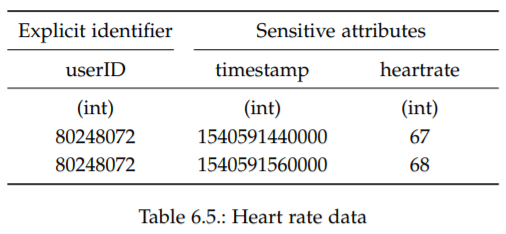 Explicit identifier Sensitive attributes
userID timestamp heartrate
(int) (int) (int)
80248072 1540591440000 67
80248072 1540591560000 68
Table 6.5.: Heart rate data